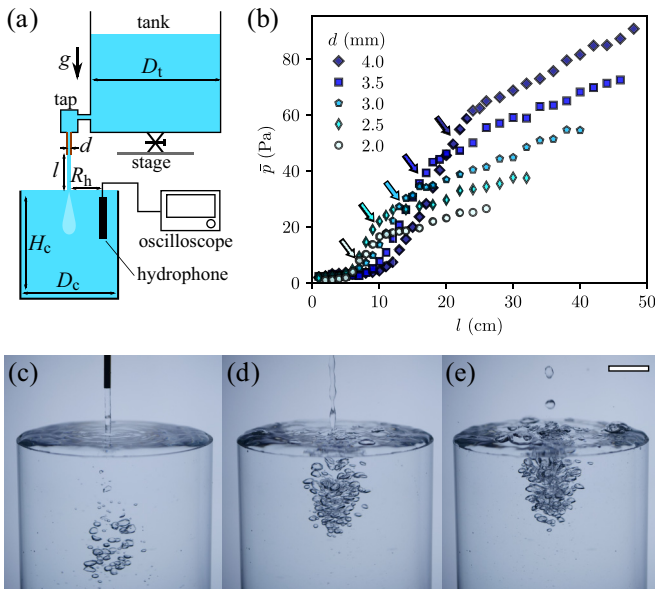 (a)
tank
g
D_t
tap
d
stage
l
R_h
H_c
oscilloscope
hydrophone
D_c
(b)
80
60
40
20
0
p̄ (Pa)
d (mm)
4.0
3.5
3.0
2.5
2.0
0 10 20 30 40 50
l (cm)
(c) (d) (e)